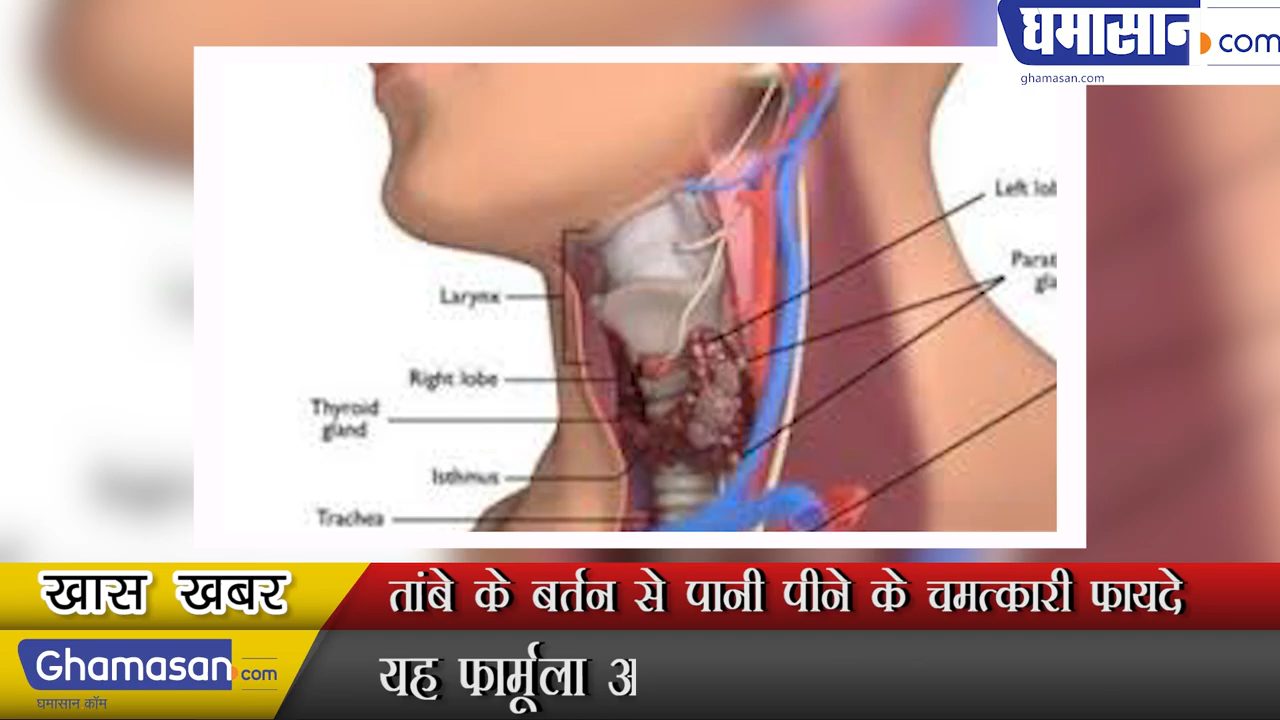 घमासान.com
ghamasan.com
Left lob
Parat
gla
Larynx
Right lobe
Thyroid
gland
Isthmus
Trachea
खास खबर
तांबे के बर्तन से पानी पीने के चमत्कारी फायदे
Ghamasan.com
घमासान कॉम
यह फार्मूला अ